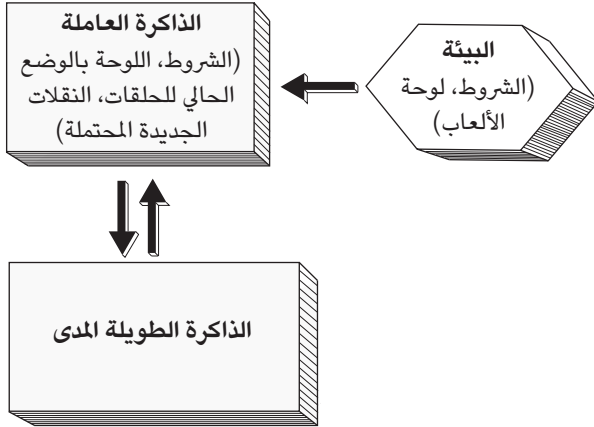 الذاكرة العاملة
(الشروط، اللوحة بالوضع
الحالي للحلقات، النقلات
الجديدة المحتملة)
البيئة
(الشروط، لوحة
الألعاب)
الذاكرة الطويلة المدى